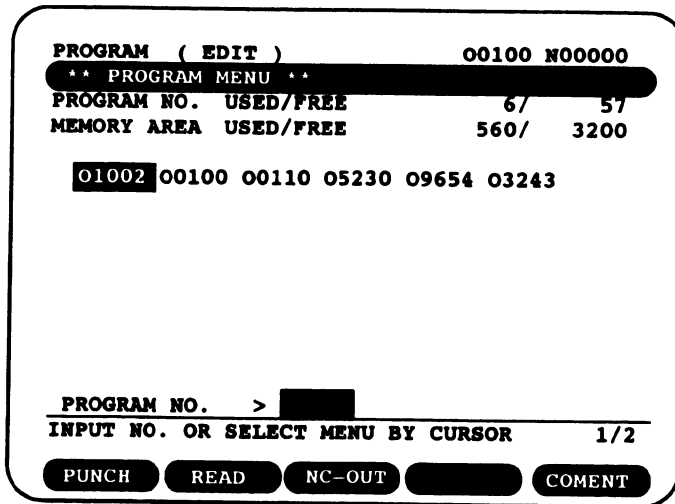 PROGRAM ( EDIT ) O0100 N00000
** PROGRAM MENU **
PROGRAM NO. USED/FREE 6/ 57
MEMORY AREA USED/FREE 560/ 3200
O1002 O0100 O0110 O5230 O9654 O3243
PROGRAM NO. >
INPUT NO. OR SELECT MENU BY CURSOR 1/2
PUNCH READ NC-OUT COMENT